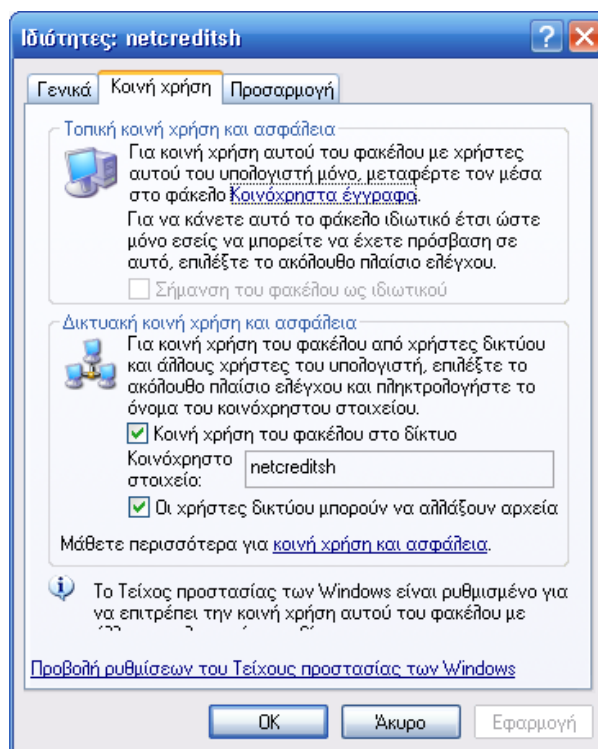 Ιδιότητες: netcreditsh
Γενικά
Κοινή χρήση
Προσαρμογή
Τοπική κοινή χρήση και ασφάλεια
Για κοινή χρήση αυτού του φακέλου με χρήστες
αυτού του υπολογιστή μόνο, μεταφέρτε τον μέσα
στο φάκελο Κοινόχρηστα έγγραφα.
Για να κάνετε αυτό το φάκελο ιδιωτικό έτσι ώστε
μόνο εσείς να μπορείτε να έχετε πρόσβαση σε
αυτό, επιλέξτε το ακόλουθο πλαίσιο ελέγχου.
Σήμανση του φακέλου ως ιδιωτικού
Δικτυακή κοινή χρήση και ασφάλεια
Για κοινή χρήση του φακέλου από χρήστες δικτύου
και άλλους χρήστες του υπολογιστή, επιλέξτε το
ακόλουθο πλαίσιο ελέγχου και πληκτρολογήστε το
όνομα του κοινόχρηστου στοιχείου.
Κοινή χρήση του φακέλου στο δίκτυο
Κοινόχρηστο
στοιχείο:
netcreditsh
Οι χρήστες δικτύου μπορούν να αλλάξουν αρχεία
Μάθετε περισσότερα για κοινή χρήση και ασφάλεια.
Το Τείχος προστασίας των Windows είναι ρυθμισμένο για
να επιτρέπει την κοινή χρήση αυτού του φακέλου με
Προβολή ρυθμίσεων του Τείχους προστασίας των Windows
OK
Άκυρο
Εφαρμογή